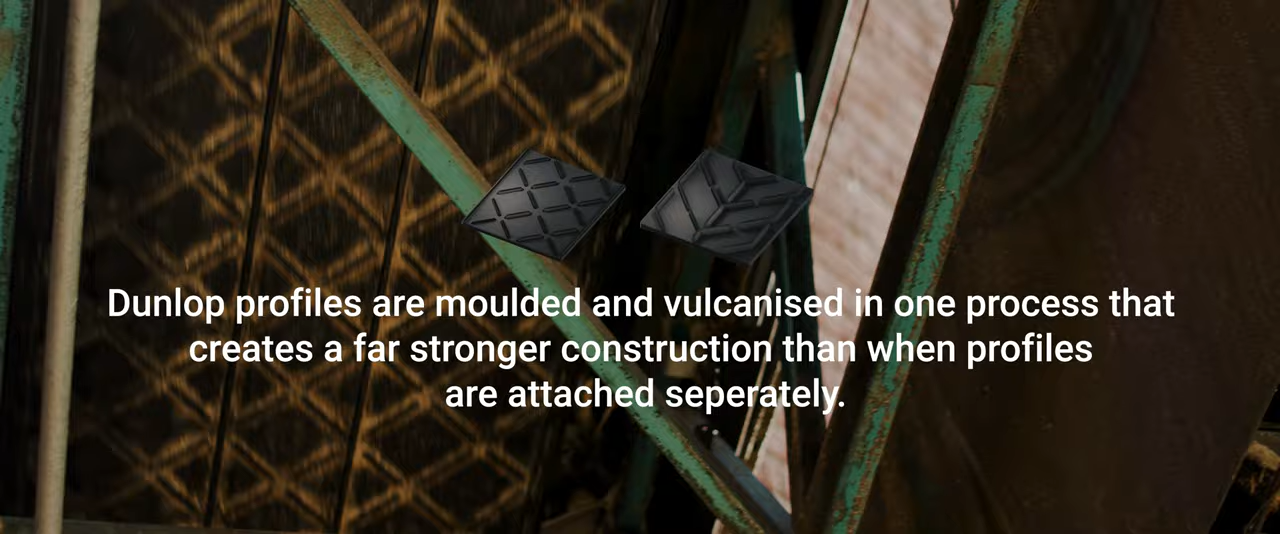 Dunlop profiles are moulded and vulcanised in one process that
creates a far stronger construction than when profiles
are attached seperately.